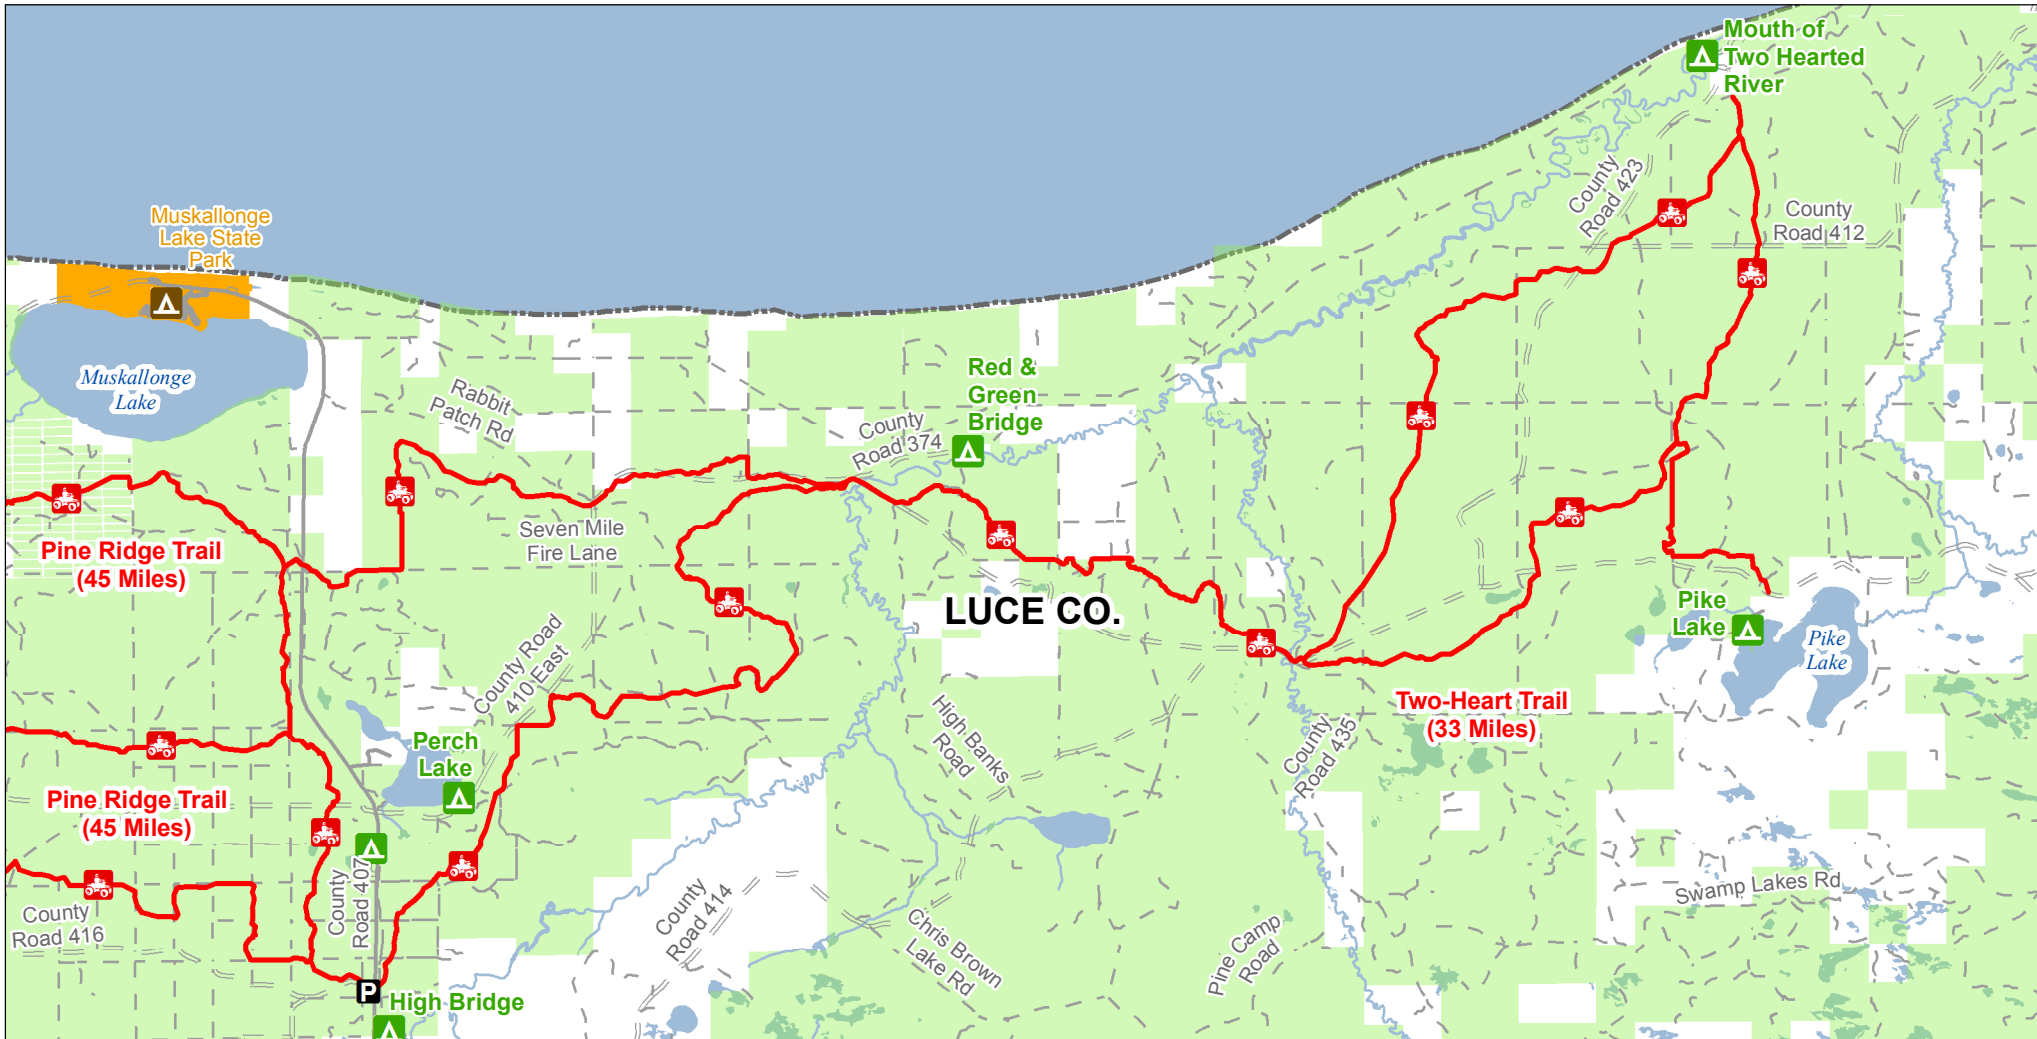 Mouth of
Two Hearted
River
County
Road 423
County
Road 412
Muskallonge
Lake State
Park
Muskallonge
Lake
Rabbit
Patch Rd
County
Road 374
Red &
Green
Bridge
Seven Mile
Fire Lane
Pine Ridge Trail
(45 Miles)
LUCE CO.
Pike
Lake
Pike
Lake
County Road
410 East
Two-Heart Trail
(33 Miles)
High Banks
Road
County
Road 435
Perch
Lake
Pine Ridge Trail
(45 Miles)
County
Road 407
County
Road 416
County
Road 414
Chris Brown
Lake Rd
Pine Camp
Road
Swamp Lakes Rd
P
High Bridge